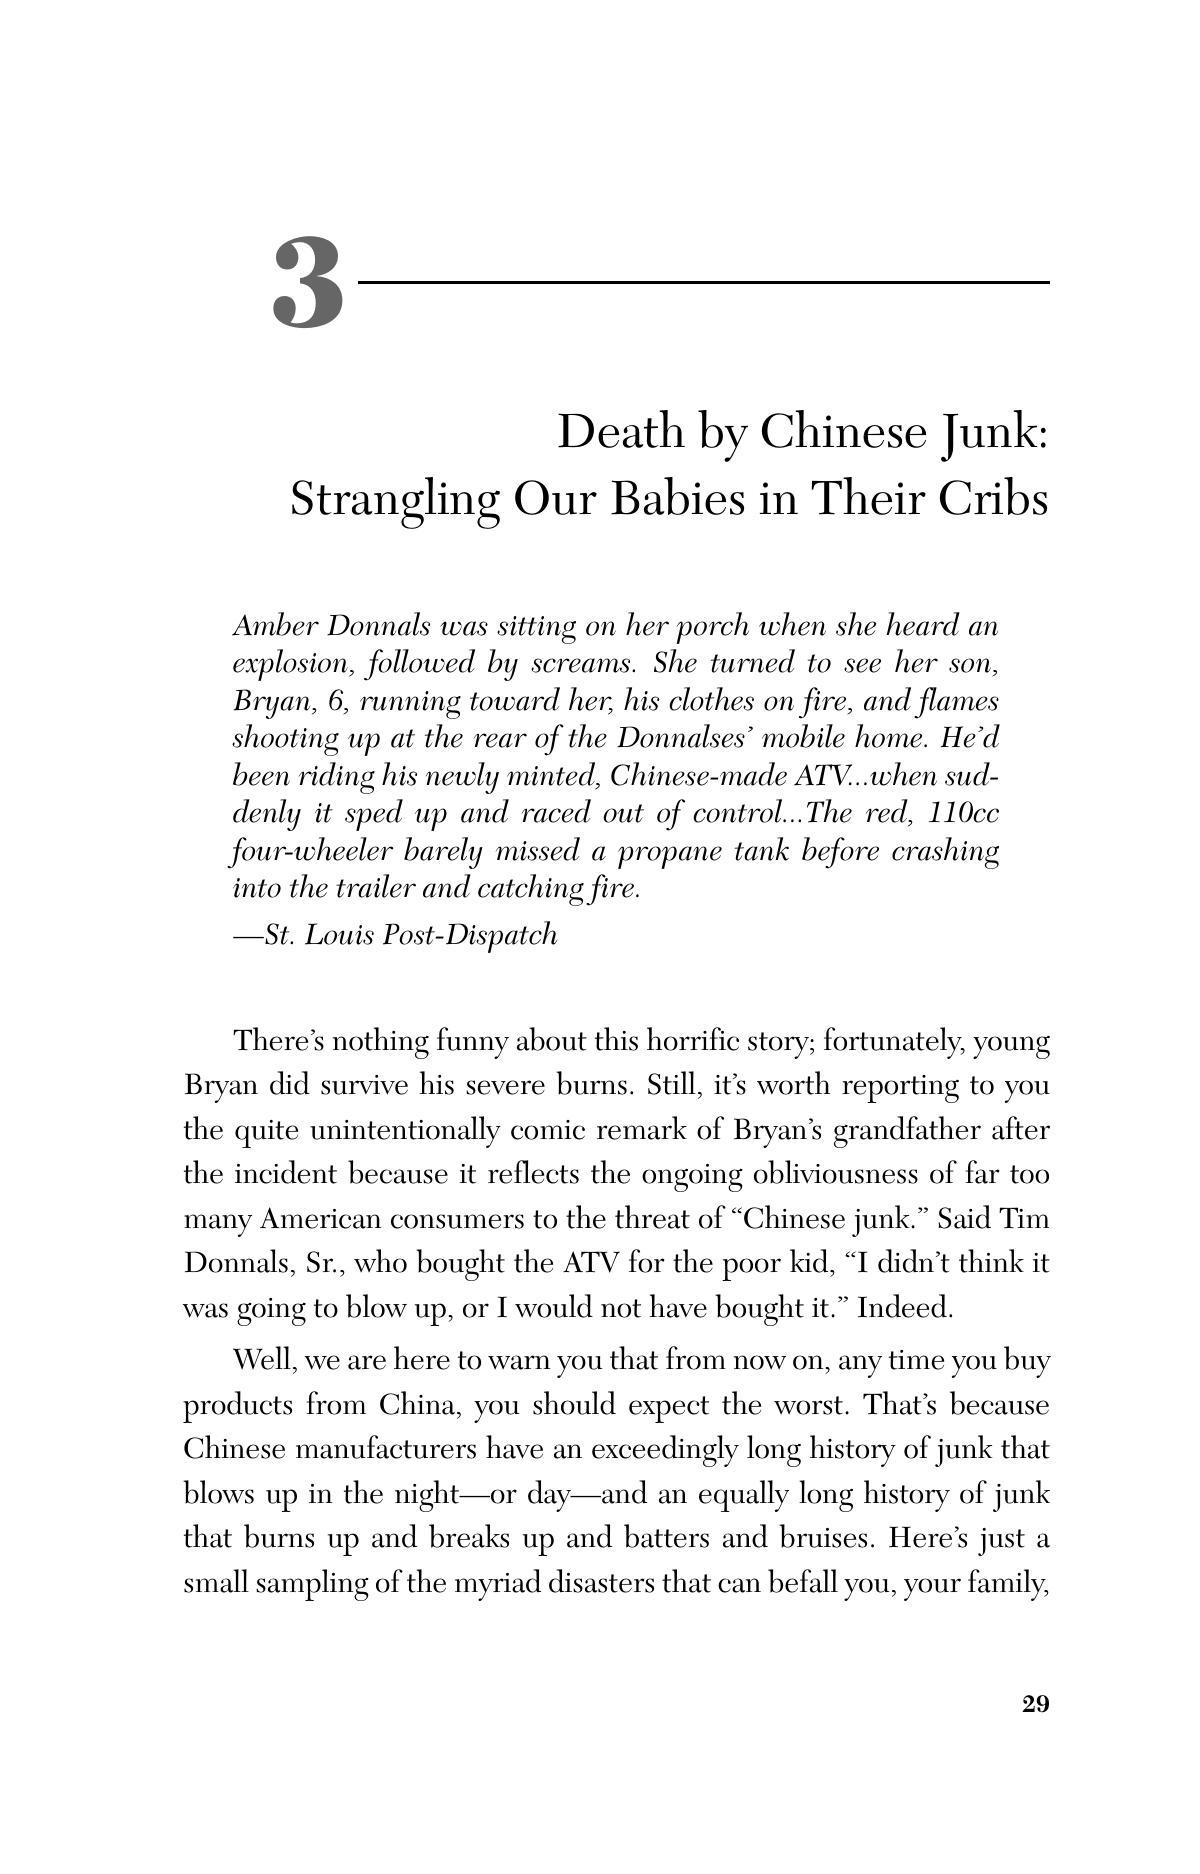 3
Death by Chinese Junk:
Strangling Our Babies in Their Cribs
Amber Donnals was sitting on her porch when she heard an
explosion, followed by screams. She turned to see her son,
Bryan, 6, running toward her, his clothes on fire, and flames
shooting up at the rear of the Donnalses’ mobile home. He’d
been riding his newly minted, Chinese-made ATV...when sud-
denly it sped up and raced out of control...The red, 110cc
four-wheeler barely missed a propane tank before crashing
into the trailer and catching fire.
—St. Louis Post-Dispatch
There’s nothing funny about this horrific story; fortunately, young
Bryan did survive his severe burns. Still, it’s worth reporting to you
the quite unintentionally comic remark of Bryan’s grandfather after
the incident because it reflects the ongoing obliviousness of far too
many American consumers to the threat of “Chinese junk.” Said Tim
Donnals, Sr., who bought the ATV for the poor kid, “I didn’t think it
was going to blow up, or I would not have bought it.” Indeed.
Well, we are here to warn you that from now on, any time you buy
products from China, you should expect the worst. That’s because
Chinese manufacturers have an exceedingly long history of junk that
blows up in the night—or day—and an equally long history of junk
that burns up and breaks up and batters and bruises. Here’s just a
small sampling of the myriad disasters that can befall you, your family,
29